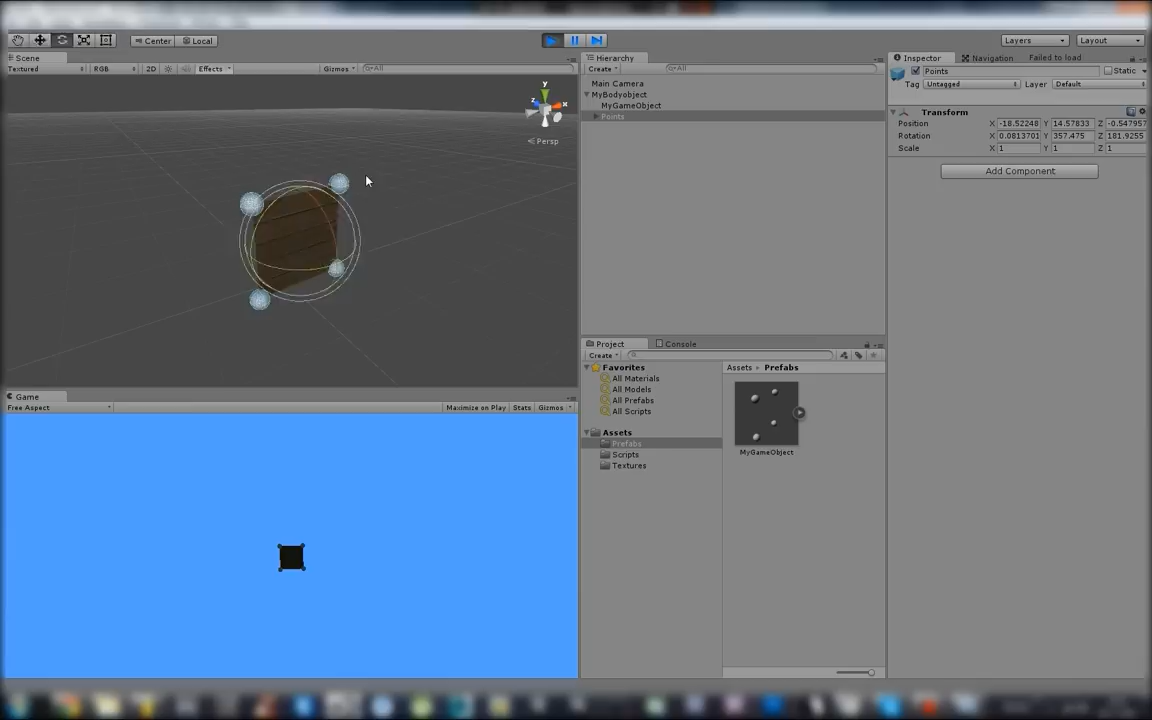 Center Local Layers Layout
Scene Hierarchy Inspector Navigation Failed to load
Textured RGB 2D Effects Gizmos All Create All Points Static
Main Camera Tag Untagged Layer Default
MyBodyobject
MyGameObject Transform
Points Position X -18.52248 Y 14.57833 Z -0.547957
Rotation X 0.0813701 Y 357.475 Z 181.9255
Scale X 1 Y 1 Z 1
y
z x
Persp
Add Component
Project Console
Create
Favorites Assets Prefabs
All Materials
All Models
All Prefabs
All Scripts
Assets
Prefabs
Scripts MyGameObject
Textures
Game
Free Aspect Maximize on Play Stats Gizmos